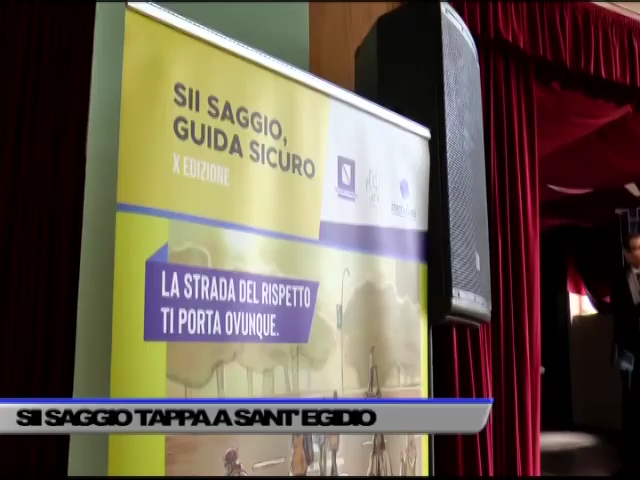 SII SAGGIO,
GUIDA SICURO
X EDIZIONE
LA STRADA DEL RISPETTO
TI PORTA OVUNQUE.
SII SAGGIO TAPPA A SANT' EGIDIO